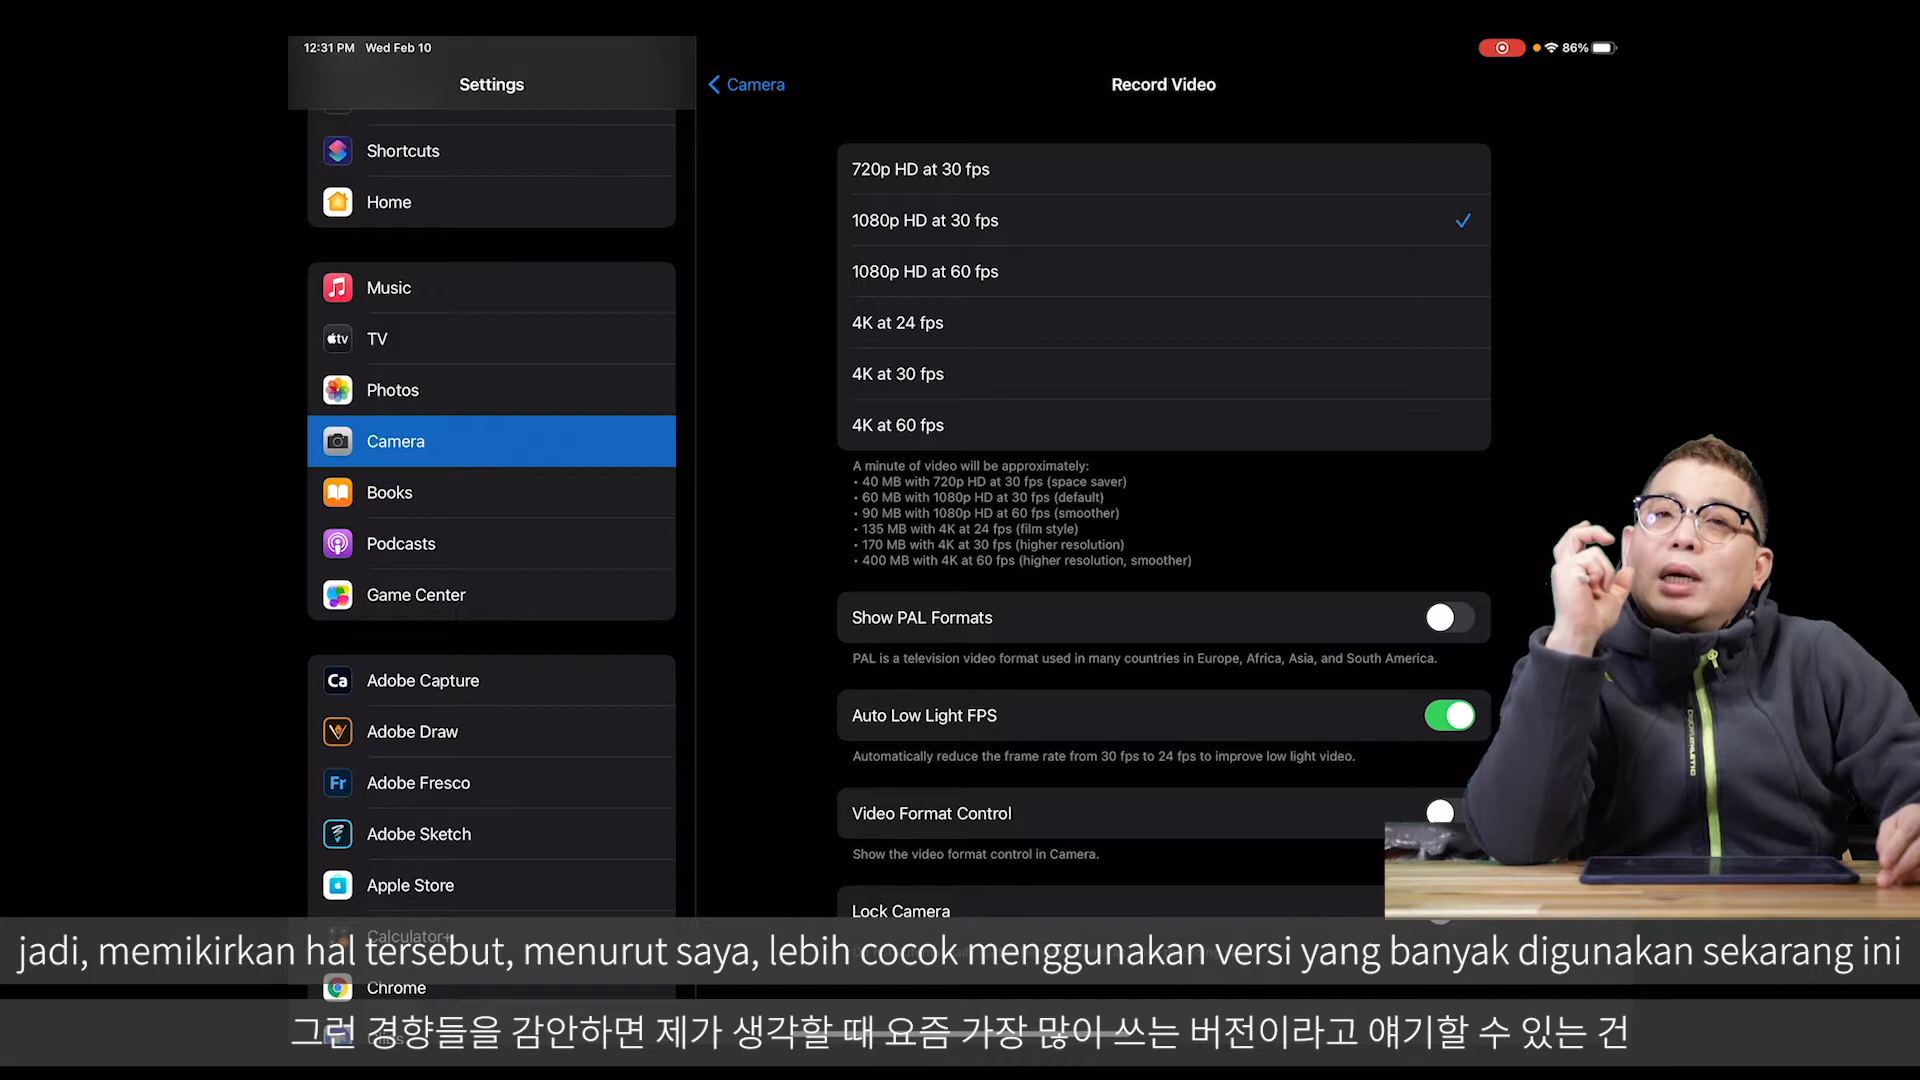 12:31 PM Wed Feb 10
86%
Settings
Camera
Record Video
Shortcuts
Home
Music
tv
TV
Photos
Camera
Books
Podcasts
Game Center
Ca
Adobe Capture
Adobe Draw
Fr
Adobe Fresco
Adobe Sketch
Apple Store
Calculator+
Chrome
720p HD at 30 fps
1080p HD at 30 fps
1080p HD at 60 fps
4K at 24 fps
4K at 30 fps
4K at 60 fps
A minute of video will be approximately:
• 40 MB with 720p HD at 30 fps (space saver)
• 60 MB with 1080p HD at 30 fps (default)
• 90 MB with 1080p HD at 60 fps (smoother)
• 135 MB with 4K at 24 fps (film style)
• 170 MB with 4K at 30 fps (higher resolution)
• 400 MB with 4K at 60 fps (higher resolution, smoother)
Show PAL Formats
PAL is a television video format used in many countries in Europe, Africa, Asia, and South America.
Auto Low Light FPS
Automatically reduce the frame rate from 30 fps to 24 fps to improve low light video.
Video Format Control
Show the video format control in Camera.
Lock Camera
jadi, memikirkan hal tersebut, menurut saya, lebih cocok menggunakan versi yang banyak digunakan sekarang ini
그런 경향들을 감안하면 제가 생각할 때 요즘 가장 많이 쓰는 버전이라고 얘기할 수 있는 건